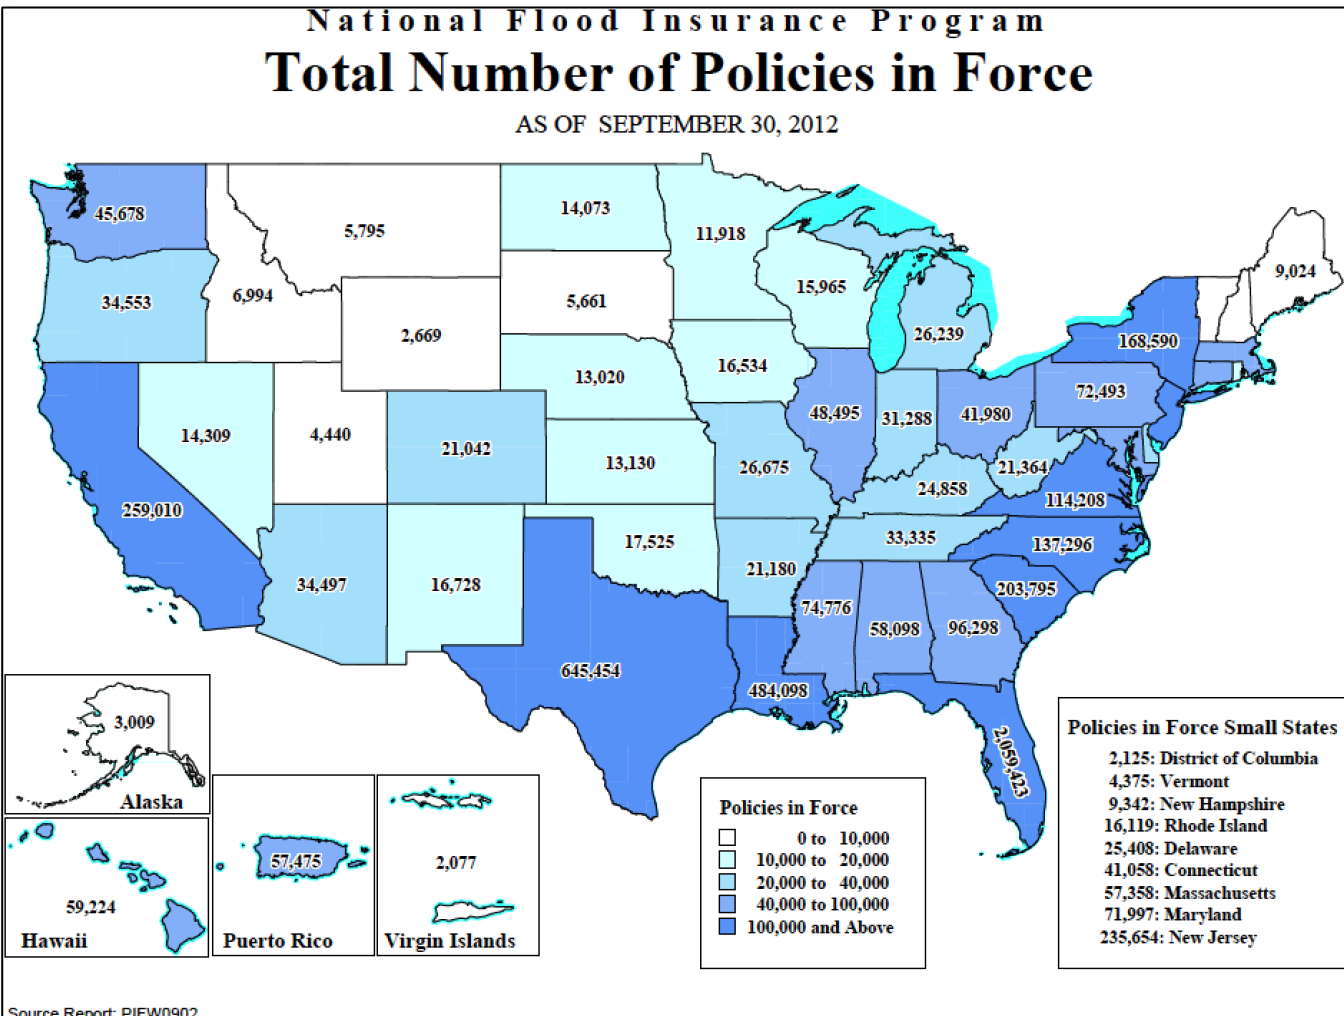 National Flood Insurance Program
Total Number of Policies in Force
AS OF SEPTEMBER 30, 2012
45,678
5,795
14,073
11,918
9,024
34,553
6,994
2,669
5,661
15,965
26,239
168,590
14,309
4,440
21,042
13,020
16,534
48,495
31,288
41,980
72,493
259,010
13,130
26,675
24,858
21,364
114,208
34,497
16,728
17,525
21,180
33,335
137,296
203,795
74,776
58,098
96,298
645,454
484,098
2,059,423
3,009
Alaska
59,224
Hawaii
57,475
Puerto Rico
2,077
Virgin Islands
Policies in Force
0 to 10,000
10,000 to 20,000
20,000 to 40,000
40,000 to 100,000
100,000 and Above
Policies in Force Small States
2,125: District of Columbia
4,375: Vermont
9,342: New Hampshire
16,119: Rhode Island
25,408: Delaware
41,058: Connecticut
57,358: Massachusetts
71,997: Maryland
235,654: New Jersey
Source Report: PIFW0902